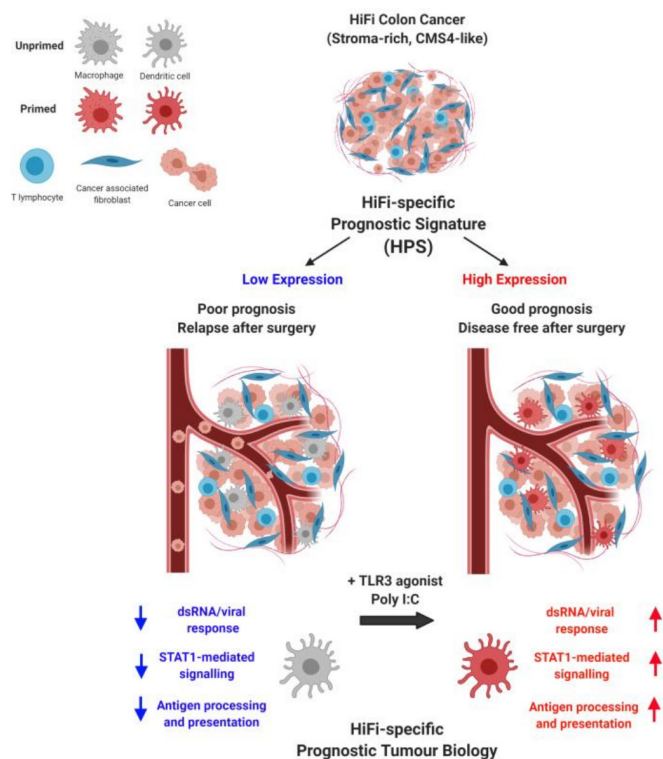 Unprimed
Macrophage
Dendritic cell
Primed
T lymphocyte
Cancer associated
fibroblast
Cancer cell
HiFi Colon Cancer
(Stroma-rich, CMS4-like)
HiFi-specific
Prognostic Signature
(HPS)
Low Expression
High Expression
Poor prognosis
Relapse after surgery
Good prognosis
Disease free after surgery
+ TLR3 agonist
Poly I:C
dsRNA/viral
response
STAT1-mediated
signalling
Antigen processing
and presentation
dsRNA/viral
response
STAT1-mediated
signalling
Antigen processing
and presentation
HiFi-specific
Prognostic Tumour Biology